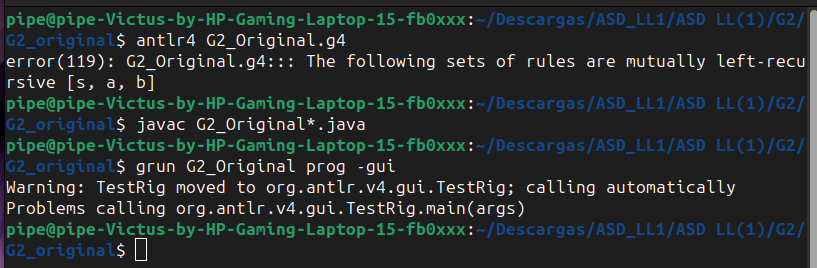 pipe@pipe-Victus-by-HP-Gaming-Laptop-15-fb0xxx:~/Descargas/ASD_LL1/ASD LL(1)/G2/
G2_original$ antlr4 G2_Original.g4
error(119): G2_Original.g4::: The following sets of rules are mutually left-recu
rsive [s, a, b]
pipe@pipe-Victus-by-HP-Gaming-Laptop-15-fb0xxx:~/Descargas/ASD_LL1/ASD LL(1)/G2/
G2_original$ javac G2_Original*.java
pipe@pipe-Victus-by-HP-Gaming-Laptop-15-fb0xxx:~/Descargas/ASD_LL1/ASD LL(1)/G2/
G2_original$ grun G2_Original prog -gui
Warning: TestRig moved to org.antlr.v4.gui.TestRig; calling automatically
Problems calling org.antlr.v4.gui.TestRig.main(args)
pipe@pipe-Victus-by-HP-Gaming-Laptop-15-fb0xxx:~/Descargas/ASD_LL1/ASD LL(1)/G2/
G2_original$